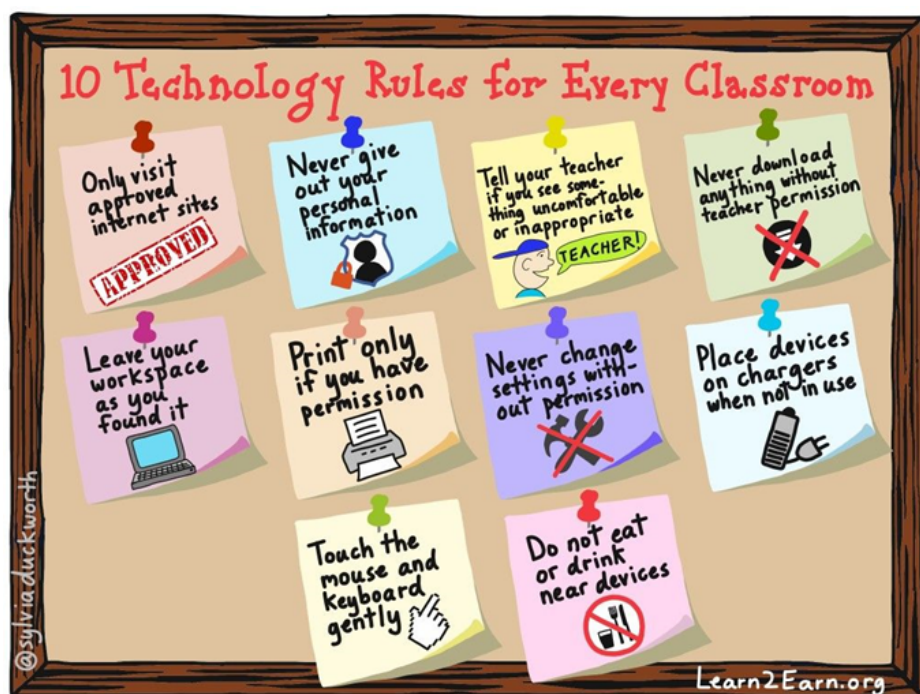 10 Technology Rules for Every Classroom
Only visit
approved
internet sites
APPROVED
Never give
out your
personal
information
Tell your teacher
if you see some-
thing uncomfortable
or inappropriate
TEACHER!
Never download
anything without
teacher permission
Leave your
workspace
as you
found it
Print only
if you have
permission
Never change
settings with-
out permission
Place devices
on chargers
when not in use
Touch the
mouse and
keyboard
gently
Do not eat
or drink
near devices
@sylviaduckworth
Learn2Earn.org